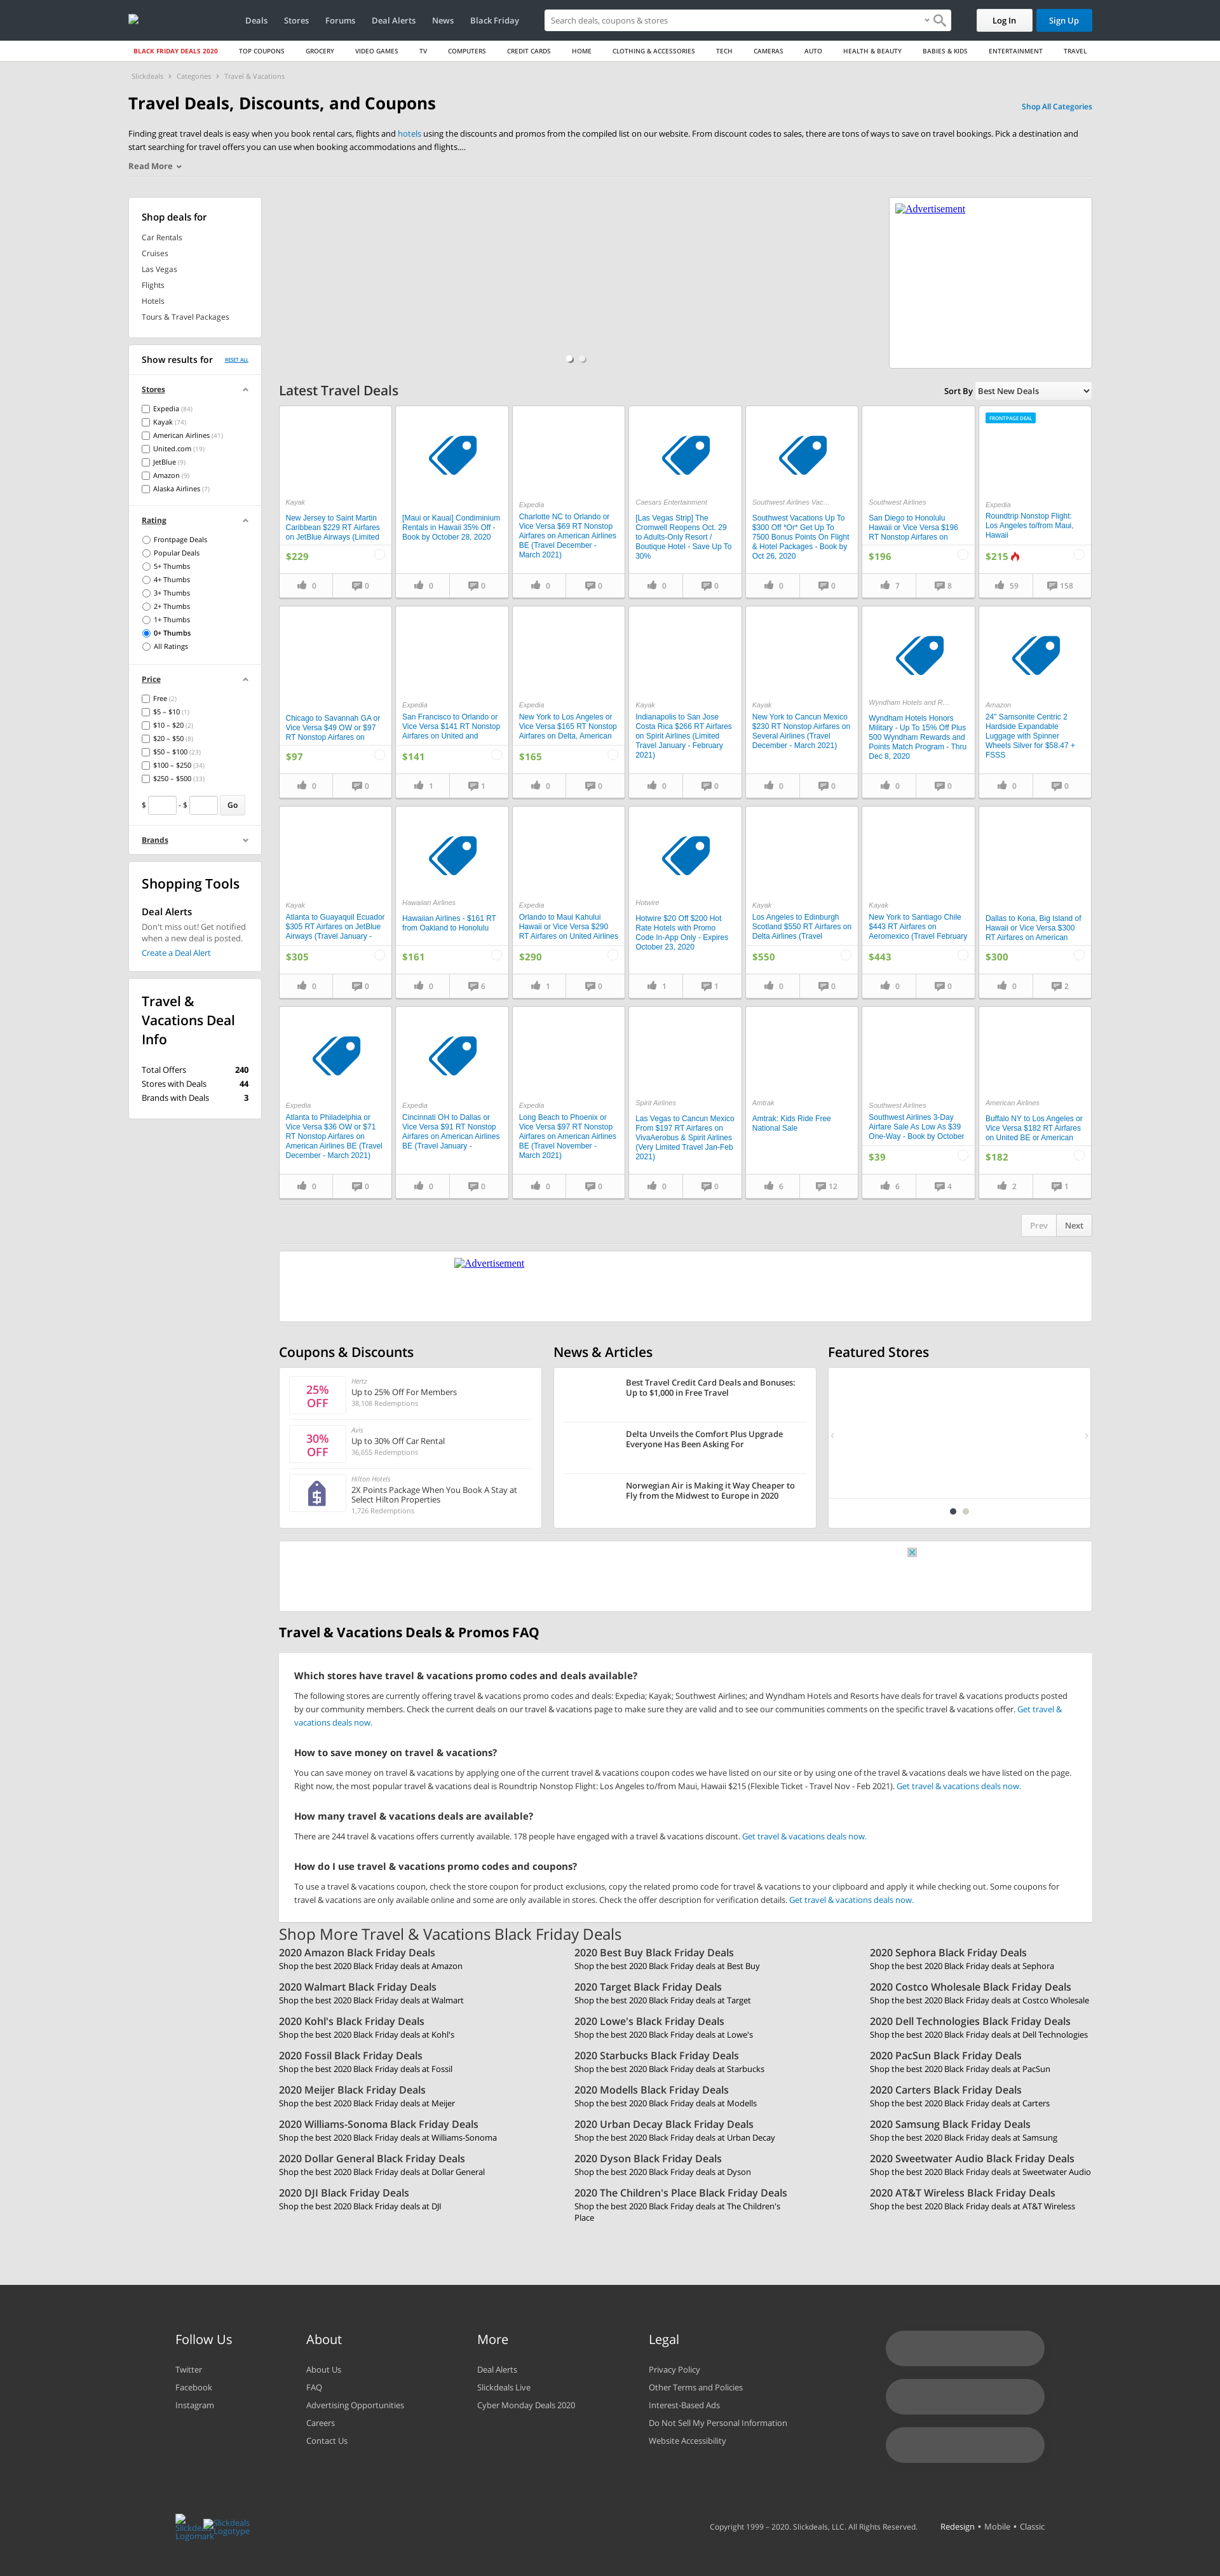 Deals Stores Forums Deal Alerts News Black Friday
Search deals, coupons & stores
Log In
Sign Up
BLACK FRIDAY DEALS 2020 TOP COUPONS GROCERY VIDEO GAMES TV COMPUTERS CREDIT CARDS HOME CLOTHING & ACCESSORIES TECH CAMERAS AUTO HEALTH & BEAUTY BABIES & KIDS ENTERTAINMENT TRAVEL
Slickdeals › Categories › Travel & Vacations
Travel Deals, Discounts, and Coupons
Shop All Categories
Finding great travel deals is easy when you book rental cars, flights and hotels using the discounts and promos from the compiled list on our website. From discount codes to sales, there are tons of ways to save on travel bookings. Pick a destination and
start searching for travel offers you can use when booking accommodations and flights....
Read More
Shop deals for
Car Rentals
Cruises
Las Vegas
Flights
Hotels
Tours & Travel Packages
Advertisement
Show results for
RESET ALL
Stores
Expedia (84)
Kayak (74)
American Airlines (41)
United.com (19)
JetBlue (9)
Amazon (9)
Alaska Airlines (7)
Rating
Frontpage Deals
Popular Deals
5+ Thumbs
4+ Thumbs
3+ Thumbs
2+ Thumbs
1+ Thumbs
0+ Thumbs
All Ratings
Price
Free (2)
$5 – $10 (1)
$10 – $20 (2)
$20 – $50 (8)
$50 – $100 (23)
$100 – $250 (34)
$250 – $500 (33)
$ - $ Go
Brands
Shopping Tools
Deal Alerts
Don't miss out! Get notified
when a new deal is posted.
Create a Deal Alert
Travel &
Vacations Deal
Info
Total Offers 240
Stores with Deals 44
Brands with Deals 3
Latest Travel Deals
Sort By Best New Deals
Kayak
New Jersey to Saint Martin
Caribbean $229 RT Airfares
on JetBlue Airways (Limited
$229
0 0
[Maui or Kauai] Condiminium
Rentals in Hawaii 35% Off -
Book by October 28, 2020
0 0
Expedia
Charlotte NC to Orlando or
Vice Versa $69 RT Nonstop
Airfares on American Airlines
BE (Travel December -
March 2021)
0 0
Caesars Entertainment
[Las Vegas Strip] The
Cromwell Reopens Oct. 29
to Adults-Only Resort /
Boutique Hotel - Save Up To
30%
0 0
Southwest Airlines Vac...
Southwest Vacations Up To
$300 Off *Or* Get Up To
7500 Bonus Points On Flight
& Hotel Packages - Book by
Oct 26, 2020
0 0
Southwest Airlines
San Diego to Honolulu
Hawaii or Vice Versa $196
RT Nonstop Airfares on
$196
7 8
FRONTPAGE DEAL
Expedia
Roundtrip Nonstop Flight:
Los Angeles to/from Maui,
Hawaii
$215
59 158
Chicago to Savannah GA or
Vice Versa $49 OW or $97
RT Nonstop Airfares on
$97
0 0
Expedia
San Francisco to Orlando or
Vice Versa $141 RT Nonstop
Airfares on United and
$141
1 1
Expedia
New York to Los Angeles or
Vice Versa $165 RT Nonstop
Airfares on Delta, American
$165
0 0
Kayak
Indianapolis to San Jose
Costa Rica $266 RT Airfares
on Spirit Airlines (Limited
Travel January - February
2021)
0 0
Kayak
New York to Cancun Mexico
$230 RT Nonstop Airfares on
Several Airlines (Travel
December - March 2021)
0 0
Wyndham Hotels and R...
Wyndham Hotels Honors
Military - Up To 15% Off Plus
500 Wyndham Rewards and
Points Match Program - Thru
Dec 8, 2020
0 0
Amazon
24" Samsonite Centric 2
Hardside Expandable
Luggage with Spinner
Wheels Silver for $58.47 +
FSSS
0 0
Kayak
Atlanta to Guayaquil Ecuador
$305 RT Airfares on JetBlue
Airways (Travel January -
$305
0 0
Hawaiian Airlines
Hawaiian Airlines - $161 RT
from Oakland to Honolulu
$161
0 6
Expedia
Orlando to Maui Kahului
Hawaii or Vice Versa $290
RT Airfares on United Airlines
$290
1 0
Hotwire
Hotwire $20 Off $200 Hot
Rate Hotels with Promo
Code In-App Only - Expires
October 23, 2020
1 1
Kayak
Los Angeles to Edinburgh
Scotland $550 RT Airfares on
Delta Airlines (Travel
$550
0 0
Kayak
New York to Santiago Chile
$443 RT Airfares on
Aeromexico (Travel February
$443
0 0
Dallas to Kona, Big Island of
Hawaii or Vice Versa $300
RT Airfares on American
$300
0 2
Expedia
Atlanta to Philadelphia or
Vice Versa $36 OW or $71
RT Nonstop Airfares on
American Airlines BE (Travel
December - March 2021)
0 0
Expedia
Cincinnati OH to Dallas or
Vice Versa $91 RT Nonstop
Airfares on American Airlines
BE (Travel January -
0 0
Expedia
Long Beach to Phoenix or
Vice Versa $97 RT Nonstop
Airfares on American Airlines
BE (Travel November -
March 2021)
0 0
Spirit Airlines
Las Vegas to Cancun Mexico
From $197 RT Airfares on
VivaAerobus & Spirit Airlines
(Very Limited Travel Jan-Feb
2021)
0 0
Amtrak
Amtrak: Kids Ride Free
National Sale
6 12
Southwest Airlines
Southwest Airlines 3-Day
Airfare Sale As Low As $39
One-Way - Book by October
$39
6 4
American Airlines
Buffalo NY to Los Angeles or
Vice Versa $182 RT Airfares
on United BE or American
$182
2 1
Prev Next
Advertisement
Coupons & Discounts
25%
OFF
Hertz
Up to 25% Off For Members
38,108 Redemptions
30%
OFF
Avis
Up to 30% Off Car Rental
36,655 Redemptions
Hilton Hotels
2X Points Package When You Book A Stay at
Select Hilton Properties
1,726 Redemptions
News & Articles
Best Travel Credit Card Deals and Bonuses:
Up to $1,000 in Free Travel
Delta Unveils the Comfort Plus Upgrade
Everyone Has Been Asking For
Norwegian Air is Making it Way Cheaper to
Fly from the Midwest to Europe in 2020
Featured Stores
Travel & Vacations Deals & Promos FAQ
Which stores have travel & vacations promo codes and deals available?
The following stores are currently offering travel & vacations promo codes and deals: Expedia; Kayak; Southwest Airlines; and Wyndham Hotels and Resorts have deals for travel & vacations products posted
by our community members. Check the current deals on our travel & vacations page to make sure they are valid and to see our communities comments on the specific travel & vacations offer. Get travel &
vacations deals now.
How to save money on travel & vacations?
You can save money on travel & vacations by applying one of the current travel & vacations coupon codes we have listed on our site or by using one of the travel & vacations deals we have listed on the page.
Right now, the most popular travel & vacations deal is Roundtrip Nonstop Flight: Los Angeles to/from Maui, Hawaii $215 (Flexible Ticket - Travel Nov - Feb 2021). Get travel & vacations deals now.
How many travel & vacations deals are available?
There are 244 travel & vacations offers currently available. 178 people have engaged with a travel & vacations discount. Get travel & vacations deals now.
How do I use travel & vacations promo codes and coupons?
To use a travel & vacations coupon, check the store coupon for product exclusions, copy the related promo code for travel & vacations to your clipboard and apply it while checking out. Some coupons for
travel & vacations are only available online and some are available in stores. Check the offer description for verification details. Get travel & vacations deals now.
Shop More Travel & Vacations Black Friday Deals
2020 Amazon Black Friday Deals
Shop the best 2020 Black Friday deals at Amazon
2020 Best Buy Black Friday Deals
Shop the best 2020 Black Friday deals at Best Buy
2020 Sephora Black Friday Deals
Shop the best 2020 Black Friday deals at Sephora
2020 Walmart Black Friday Deals
Shop the best 2020 Black Friday deals at Walmart
2020 Target Black Friday Deals
Shop the best 2020 Black Friday deals at Target
2020 Costco Wholesale Black Friday Deals
Shop the best 2020 Black Friday deals at Costco Wholesale
2020 Kohl's Black Friday Deals
Shop the best 2020 Black Friday deals at Kohl's
2020 Lowe's Black Friday Deals
Shop the best 2020 Black Friday deals at Lowe's
2020 Dell Technologies Black Friday Deals
Shop the best 2020 Black Friday deals at Dell Technologies
2020 Fossil Black Friday Deals
Shop the best 2020 Black Friday deals at Fossil
2020 Starbucks Black Friday Deals
Shop the best 2020 Black Friday deals at Starbucks
2020 PacSun Black Friday Deals
Shop the best 2020 Black Friday deals at PacSun
2020 Meijer Black Friday Deals
Shop the best 2020 Black Friday deals at Meijer
2020 Modells Black Friday Deals
Shop the best 2020 Black Friday deals at Modells
2020 Carters Black Friday Deals
Shop the best 2020 Black Friday deals at Carters
2020 Williams-Sonoma Black Friday Deals
Shop the best 2020 Black Friday deals at Williams-Sonoma
2020 Urban Decay Black Friday Deals
Shop the best 2020 Black Friday deals at Urban Decay
2020 Samsung Black Friday Deals
Shop the best 2020 Black Friday deals at Samsung
2020 Dollar General Black Friday Deals
Shop the best 2020 Black Friday deals at Dollar General
2020 Dyson Black Friday Deals
Shop the best 2020 Black Friday deals at Dyson
2020 Sweetwater Audio Black Friday Deals
Shop the best 2020 Black Friday deals at Sweetwater Audio
2020 DJI Black Friday Deals
Shop the best 2020 Black Friday deals at DJI
2020 The Children's Place Black Friday Deals
Shop the best 2020 Black Friday deals at The Children's
Place
2020 AT&T Wireless Black Friday Deals
Shop the best 2020 Black Friday deals at AT&T Wireless
Follow Us
Twitter
Facebook
Instagram
About
About Us
FAQ
Advertising Opportunities
Careers
Contact Us
More
Deal Alerts
Slickdeals Live
Cyber Monday Deals 2020
Legal
Privacy Policy
Other Terms and Policies
Interest-Based Ads
Do Not Sell My Personal Information
Website Accessibility
Slickdeals
Logotype
Logomark
Copyright 1999 – 2020. Slickdeals, LLC. All Rights Reserved.
Redesign • Mobile • Classic